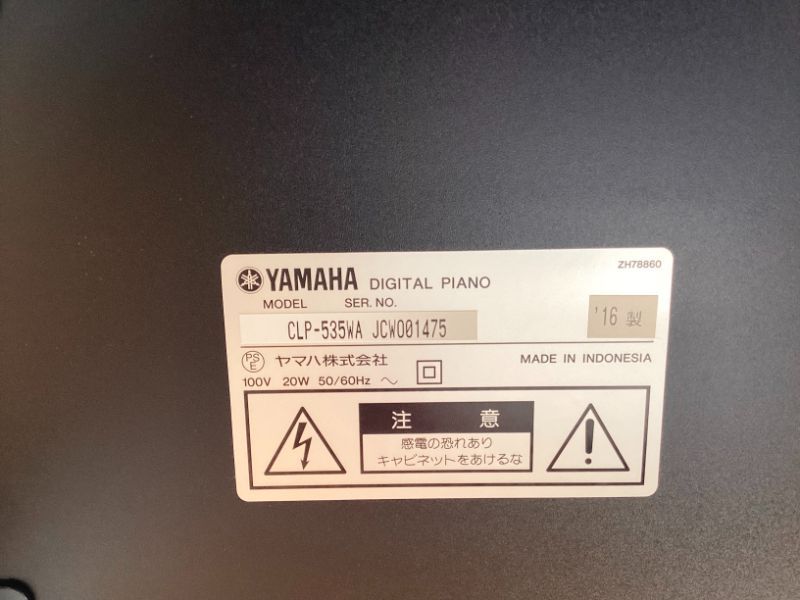 ZH78860
YAMAHA DIGITAL PIANO
MODEL SER. NO.
CLP-535WA JCW001475
'16 製
PSE ヤマハ株式会社
MADE IN INDONESIA
100V 20W 50/60Hz ～
注 意
感電の恐れあり
キャビネットをあけるな